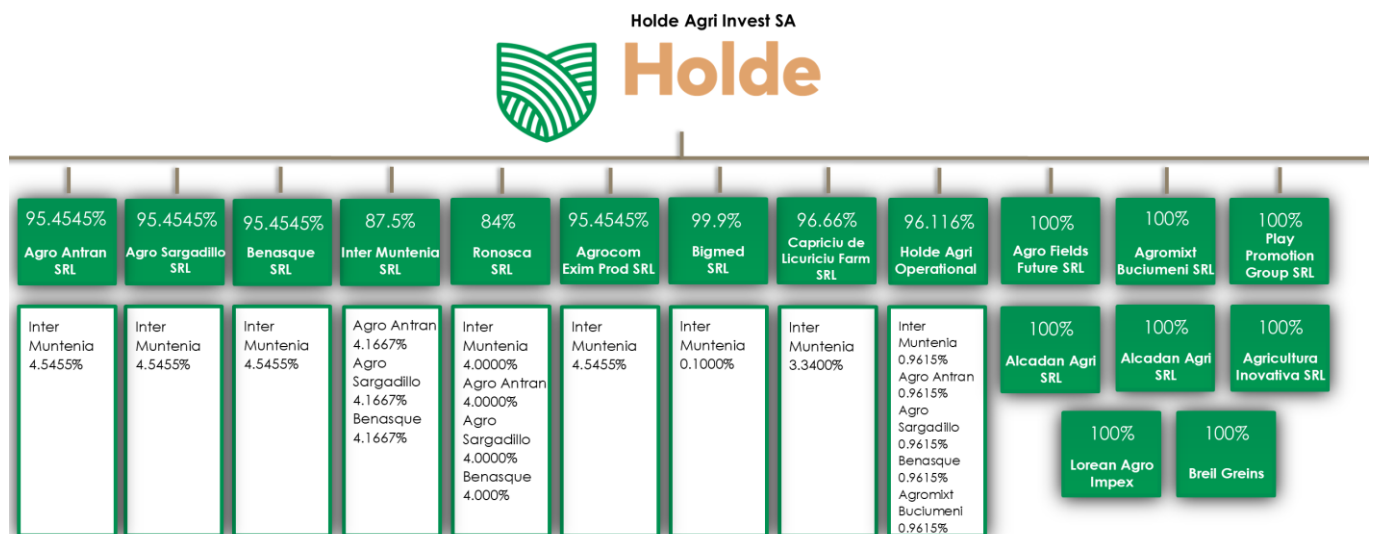 Holde Agri Invest SA
Holde
95.4545%
Agro Antran
SRL
95.4545%
Agro Sargadillo
SRL
95.4545%
Benasque
SRL
87.5%
Inter Muntenia
SRL
84%
Ronosca
SRL
95.4545%
Agrocom
Exim Prod SRL
99.9%
Bigmed
SRL
96.66%
Capriciu de
Licuriciu Farm
SRL
96.116%
Holde Agri
Operational
100%
Agro Fields
Future SRL
100%
Agromixt
Buciumeni SRL
100%
Play
Promotion
Group SRL
Inter
Muntenia
4.5455%
Inter
Muntenia
4.5455%
Inter
Muntenia
4.5455%
Agro Antran
4.1667%
Agro
Sargadillo
4.1667%
Benasque
4.1667%
Inter
Muntenia
4.0000%
Agro Antran
4.0000%
Agro
Sargadillo
4.0000%
Benasque
4.000%
Inter
Muntenia
4.5455%
Inter
Muntenia
0.1000%
Inter
Muntenia
3.3400%
Inter
Muntenia
0.9615%
Agro Antran
0.9615%
Agro
Sargadillo
0.9615%
Benasque
0.9615%
Agromixt
Buciumeni
0.9615%
100%
Alcadan Agri
SRL
100%
Alcadan Agri
SRL
100%
Agricultura
Inovativa SRL
100%
Lorean Agro
Impex
100%
Breil Greins